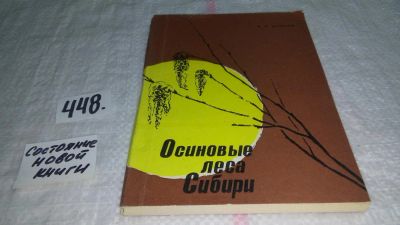 448.
Состояние
новой
книги
Осиновые
леса
Сибири